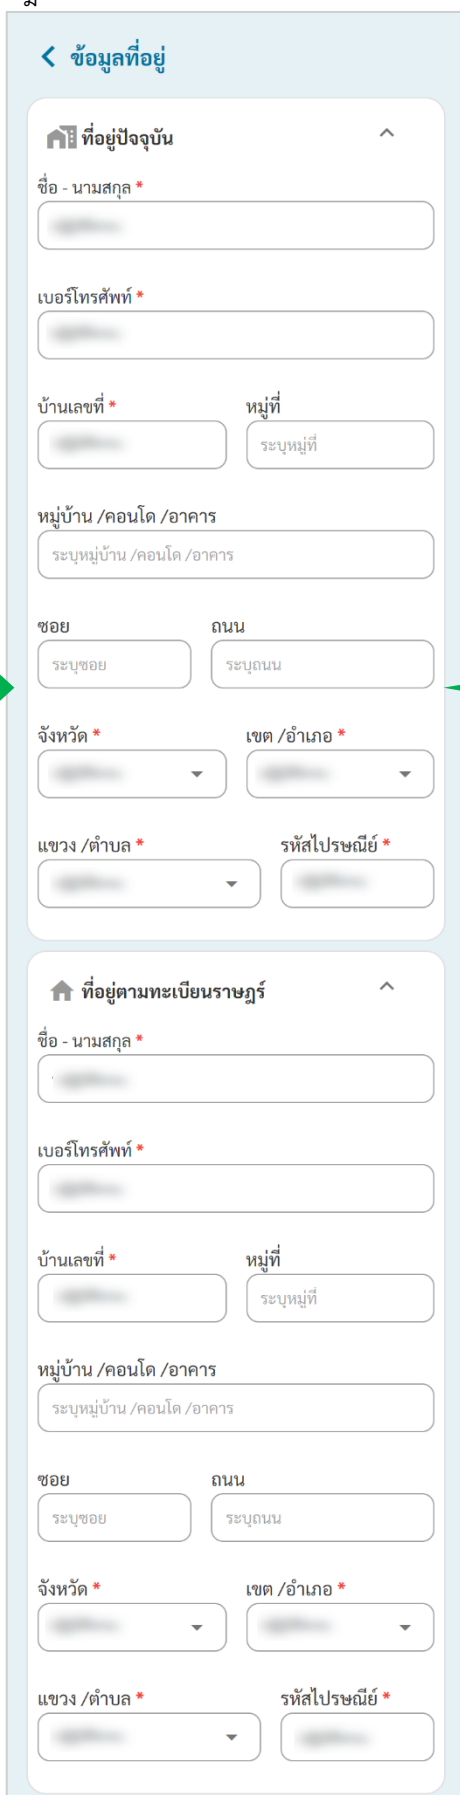 ข้อมูลที่อยู่
ที่อยู่ปัจจุบัน
ชื่อ - นามสกุล *
เบอร์โทรศัพท์ *
บ้านเลขที่ * หมู่ที่
ระบุหมู่ที่
หมู่บ้าน /คอนโด /อาคาร
ระบุหมู่บ้าน /คอนโด /อาคาร
ซอย ถนน
ระบุซอย ระบุถนน
จังหวัด * เขต /อำเภอ *
แขวง /ตำบล * รหัสไปรษณีย์ *
ที่อยู่ตามทะเบียนราษฎร์
ชื่อ - นามสกุล *
เบอร์โทรศัพท์ *
บ้านเลขที่ * หมู่ที่
ระบุหมู่ที่
หมู่บ้าน /คอนโด /อาคาร
ระบุหมู่บ้าน /คอนโด /อาคาร
ซอย ถนน
ระบุซอย ระบุถนน
จังหวัด * เขต /อำเภอ *
แขวง /ตำบล * รหัสไปรษณีย์ *